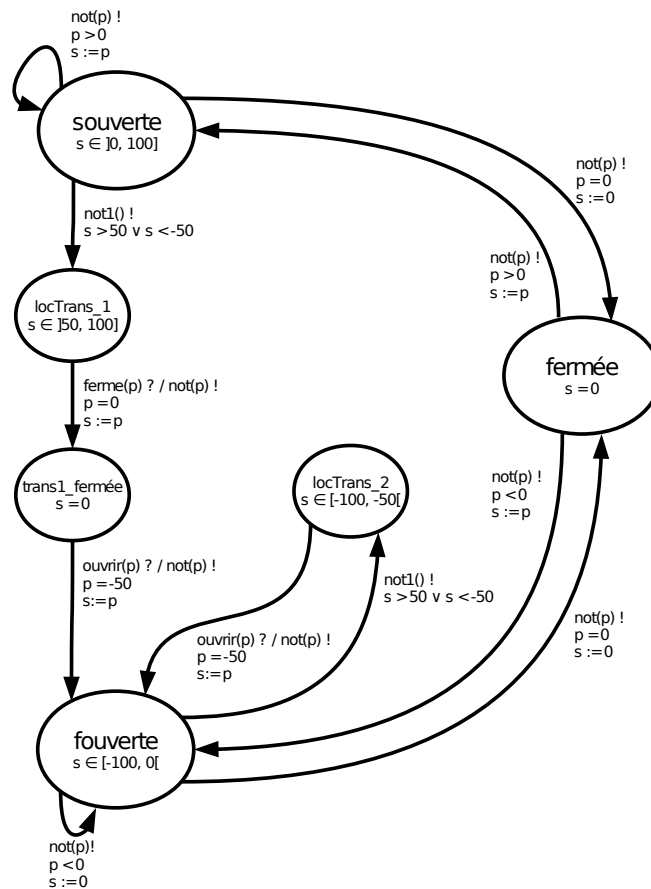 not(p) !
p > 0
s := p
souverte
s ∈ ]0, 100]
not(p) !
p = 0
s := 0
not1() !
s > 50 ∨ s < -50
not(p) !
p > 0
s := p
locTrans_1
s ∈ ]50, 100]
fermée
s = 0
ferme(p) ? / not(p) !
p = 0
s := p
trans1_fermée
s = 0
locTrans_2
s ∈ [-100, -50[
not(p) !
p < 0
s := p
ouvrir(p) ? / not(p) !
p = -50
s:= p
not1() !
s > 50 ∨ s < -50
ouvrir(p) ? / not(p) !
p = -50
s:= p
not(p) !
p = 0
s := 0
fouverte
s ∈ [-100, 0[
not(p)!
p < 0
s := 0